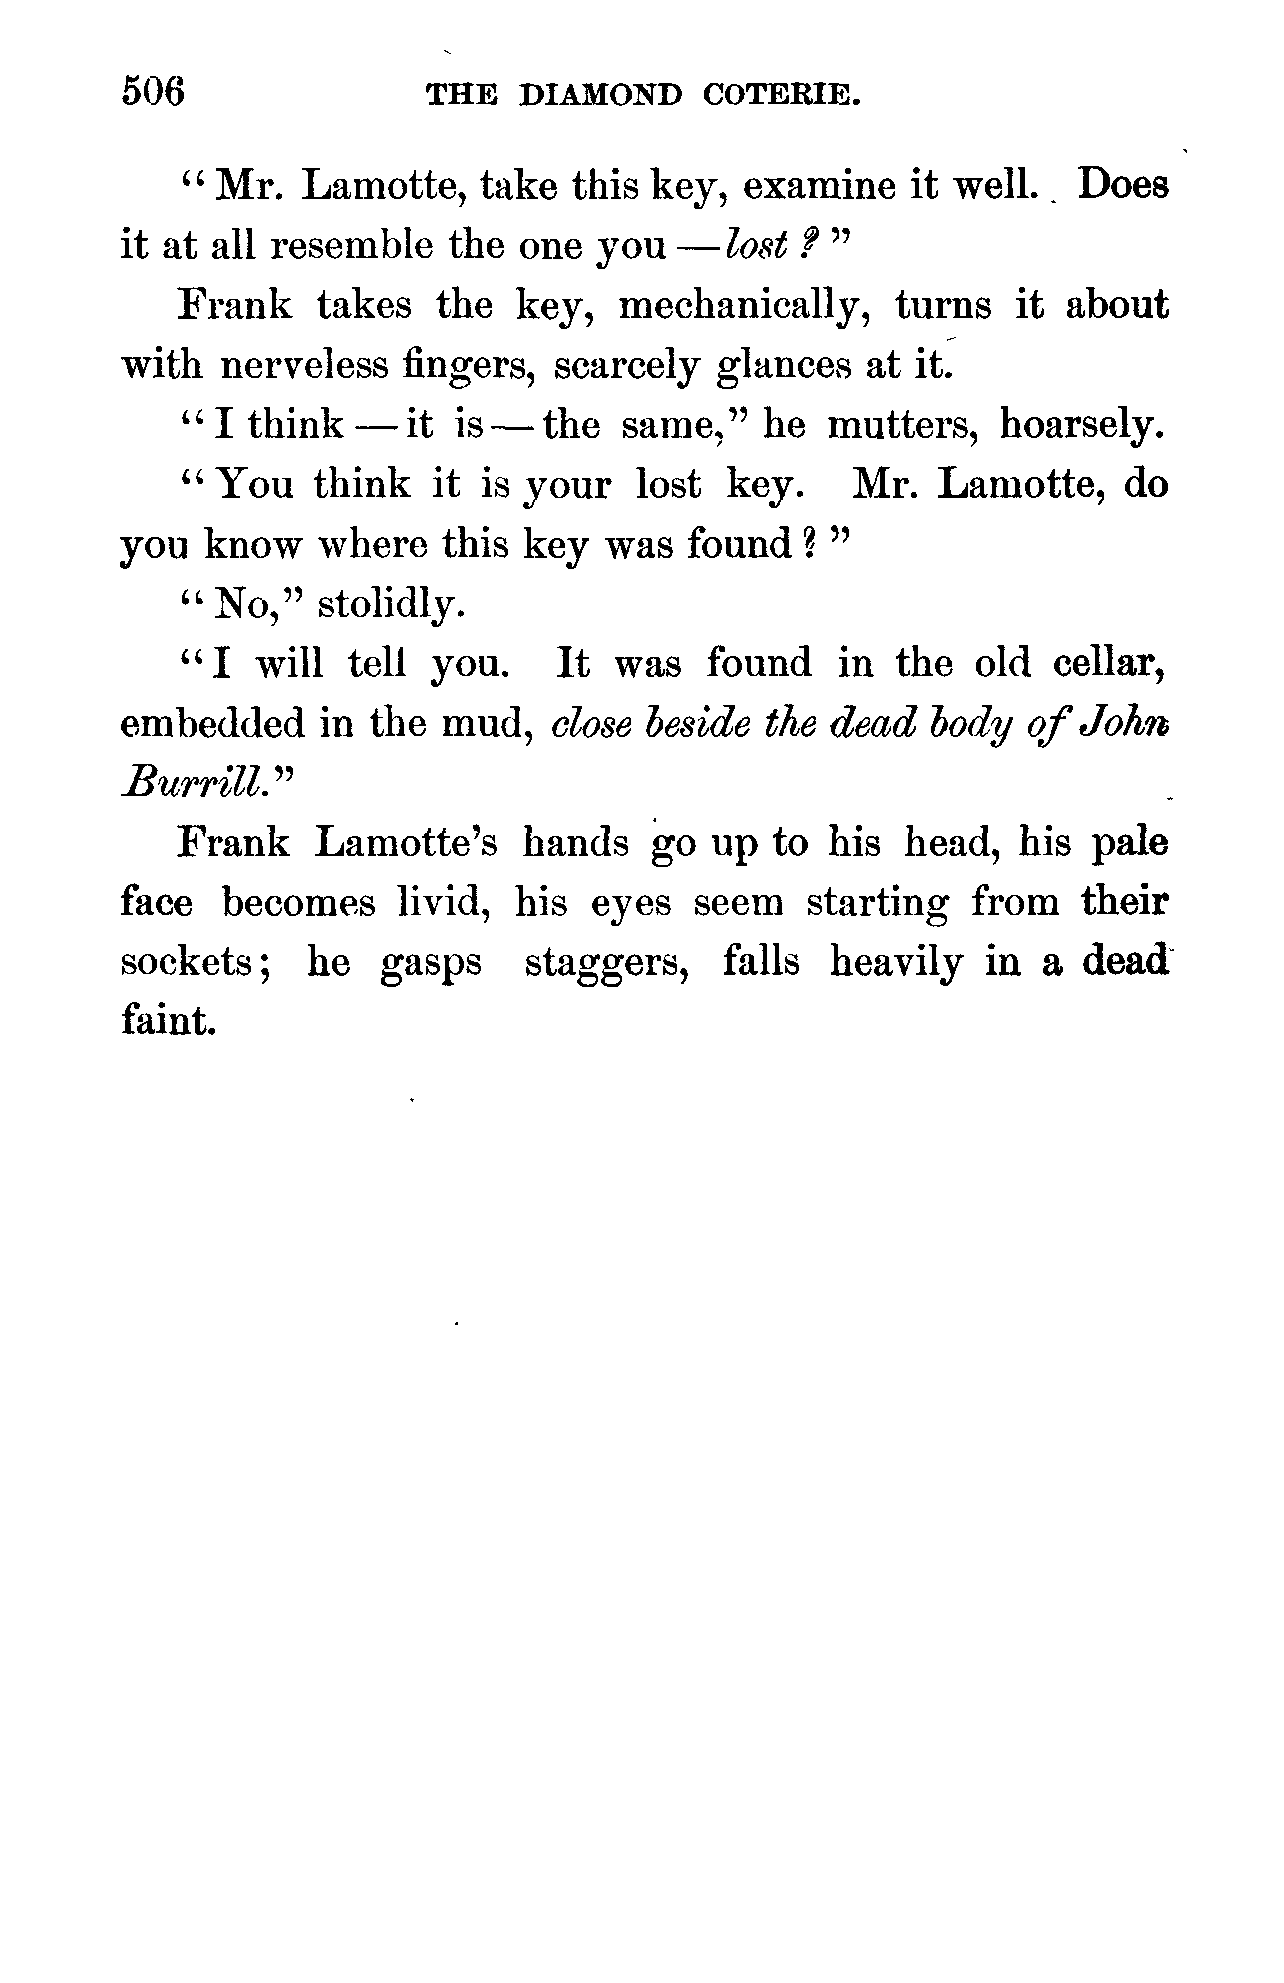 506 THE DIAMOND COTERIE.
“Mr. Lamotte, take this key, examine it well. Does
it at all resemble the one you —lost?”
Frank takes the key, mechanically, turns it about
with nerveless fingers, scarcely glances at it.
“I think — it is — the same,” he mutters, hoarsely.
“You think it is your lost key. Mr. Lamotte, do
you know where this key was found?”
“No,” stolidly.
“I will tell you. It was found in the old cellar,
embedded in the mud, close beside the dead body of John
Burrill.”
Frank Lamotte’s hands go up to his head, his pale
face becomes livid, his eyes seem starting from their
sockets; he gasps staggers, falls heavily in a dead
faint.